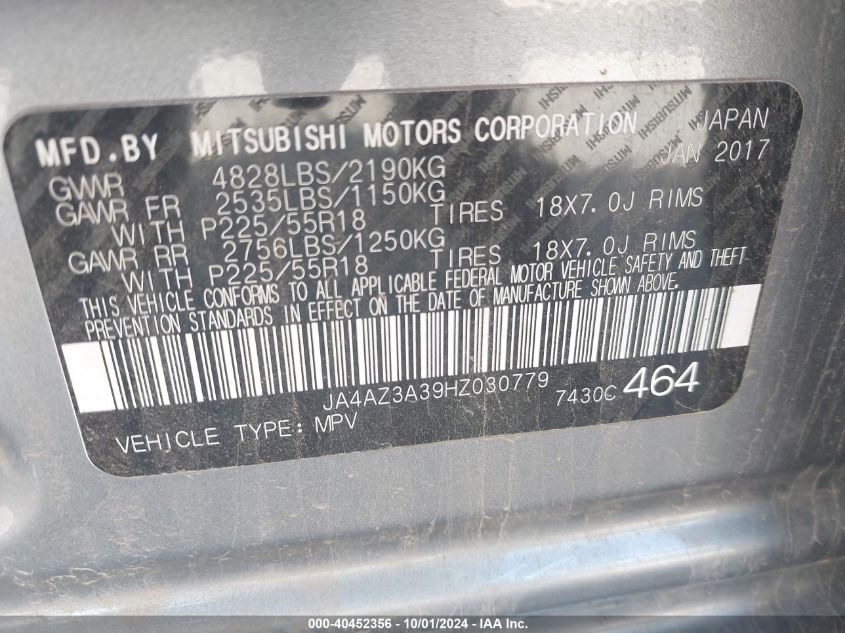 MFD.BY MITSUBISHI MOTORS CORPORATION JAPAN
JAN 2017
GVWR 4828LBS/2190KG
GAWR FR 2535LBS/1150KG
WITH P225/55R18 TIRES 18X7.0J RIMS
GAWR RR 2756LBS/1250KG
WITH P225/55R18 TIRES 18X7.0J RIMS
THIS VEHICLE CONFORMS TO ALL APPLICABLE FEDERAL MOTOR VEHICLE SAFETY AND THEFT
PREVENTION STANDARDS IN EFFECT ON THE DATE OF MANUFACTURE SHOWN ABOVE.
JA4AZ3A39HZ030779 7430C 464
VEHICLE TYPE: MPV
000-40452356 - 10/01/2024 - IAA Inc.